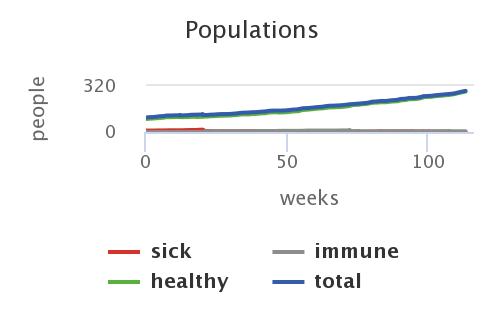 Populations
people
320
0
0 50 100
weeks
sick immune
healthy total